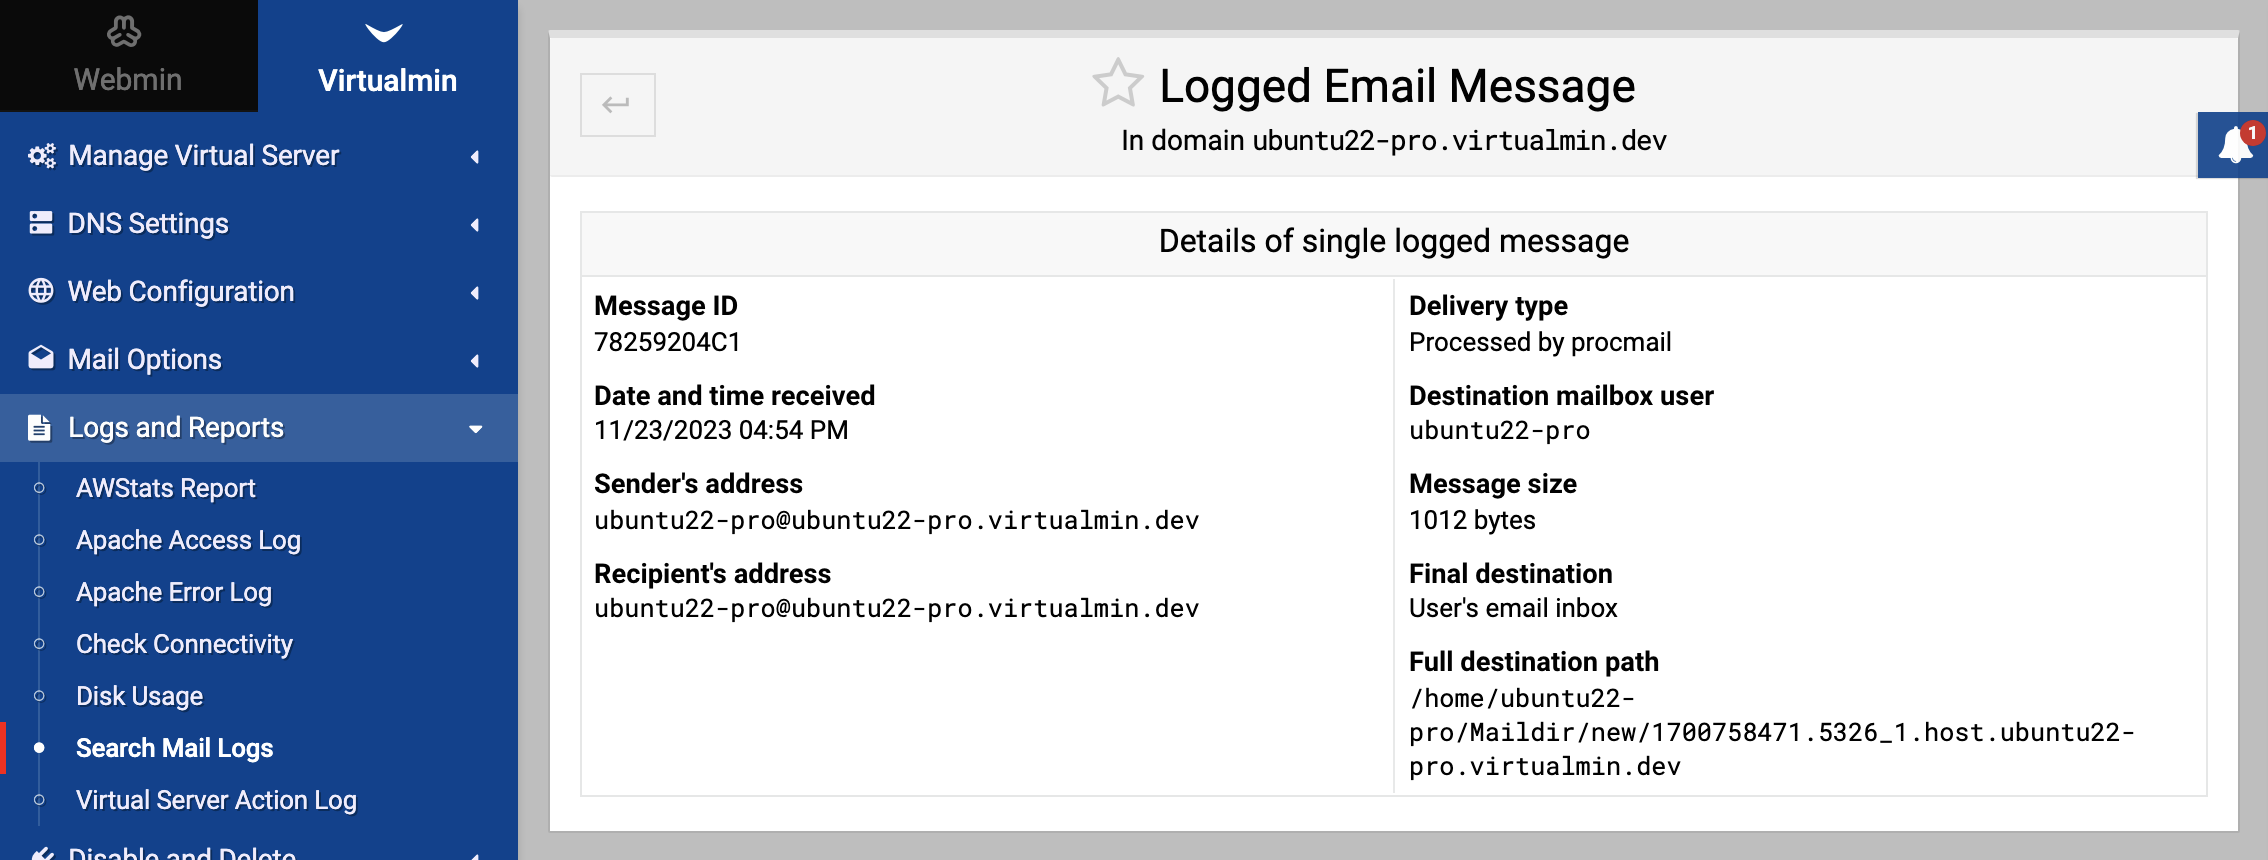 Webmin
Virtualmin
Manage Virtual Server
DNS Settings
Web Configuration
Mail Options
Logs and Reports
AWStats Report
Apache Access Log
Apache Error Log
Check Connectivity
Disk Usage
Search Mail Logs
Virtual Server Action Log
Disable and Delete
Logged Email Message
In domain ubuntu22-pro.virtualmin.dev
1
Details of single logged message
Message ID
78259204C1
Date and time received
11/23/2023 04:54 PM
Sender's address
ubuntu22-pro@ubuntu22-pro.virtualmin.dev
Recipient's address
ubuntu22-pro@ubuntu22-pro.virtualmin.dev
Delivery type
Processed by procmail
Destination mailbox user
ubuntu22-pro
Message size
1012 bytes
Final destination
User's email inbox
Full destination path
/home/ubuntu22-
pro/Maildir/new/1700758471.5326_1.host.ubuntu22-
pro.virtualmin.dev